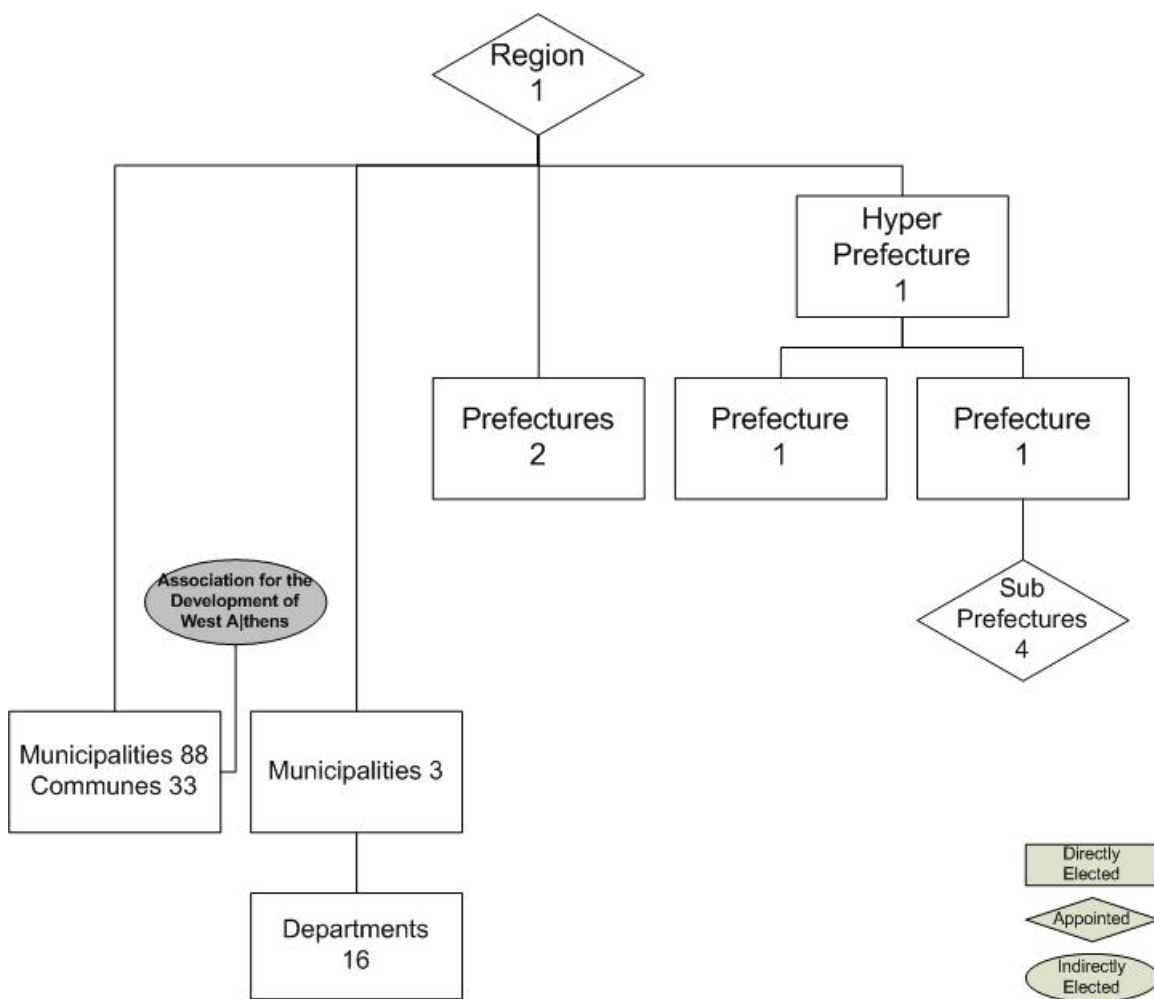 Region
1
Hyper
Prefecture
1
Prefectures
2
Prefecture
1
Prefecture
1
Association for the
Development of
West A|thens
Sub
Prefectures
4
Municipalities 88
Communes 33
Municipalities 3
Departments
16
Directly
Elected
Appointed
Indirectly
Elected